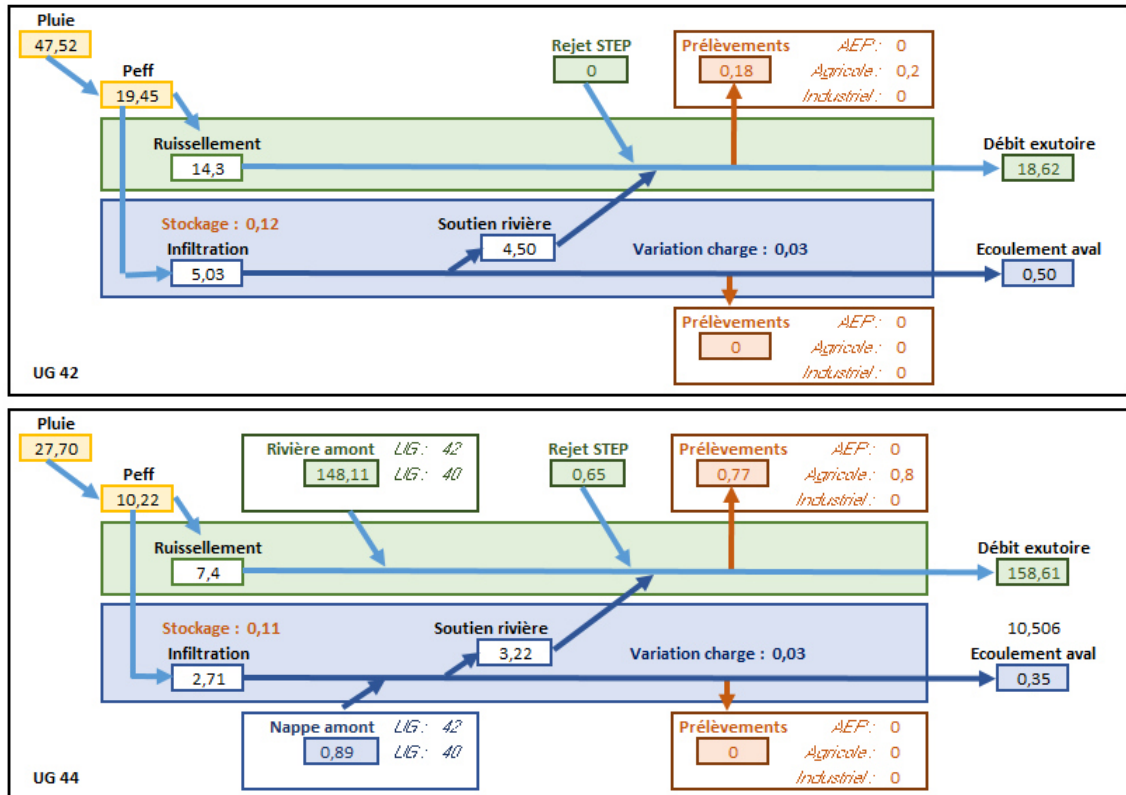 Pluie
47,52
Peff
19,45
Rejet STEP
0
Prélèvements AEP : 0
0,18 Agricole : 0,2
Industriel : 0
Ruissellement
14,3
Débit exutoire
18,62
Stockage : 0,12
Infiltration
5,03
Soutien rivière
4,50
Variation charge : 0,03
Ecoulement aval
0,50
Prélèvements AEP : 0
0 Agricole : 0
Industriel : 0
UG 42
Pluie
27,70
Peff
10,22
Rivière amont UG : 42
148,11 UG : 40
Rejet STEP
0,65
Prélèvements AEP : 0
0,77 Agricole : 0,8
Industriel : 0
Ruissellement
7,4
Débit exutoire
158,61
Stockage : 0,11
Infiltration
2,71
Soutien rivière
3,22
Variation charge : 0,03
10,506
Ecoulement aval
0,35
Nappe amont UG : 42
0,89 UG : 40
Prélèvements AEP : 0
0 Agricole : 0
Industriel : 0
UG 44